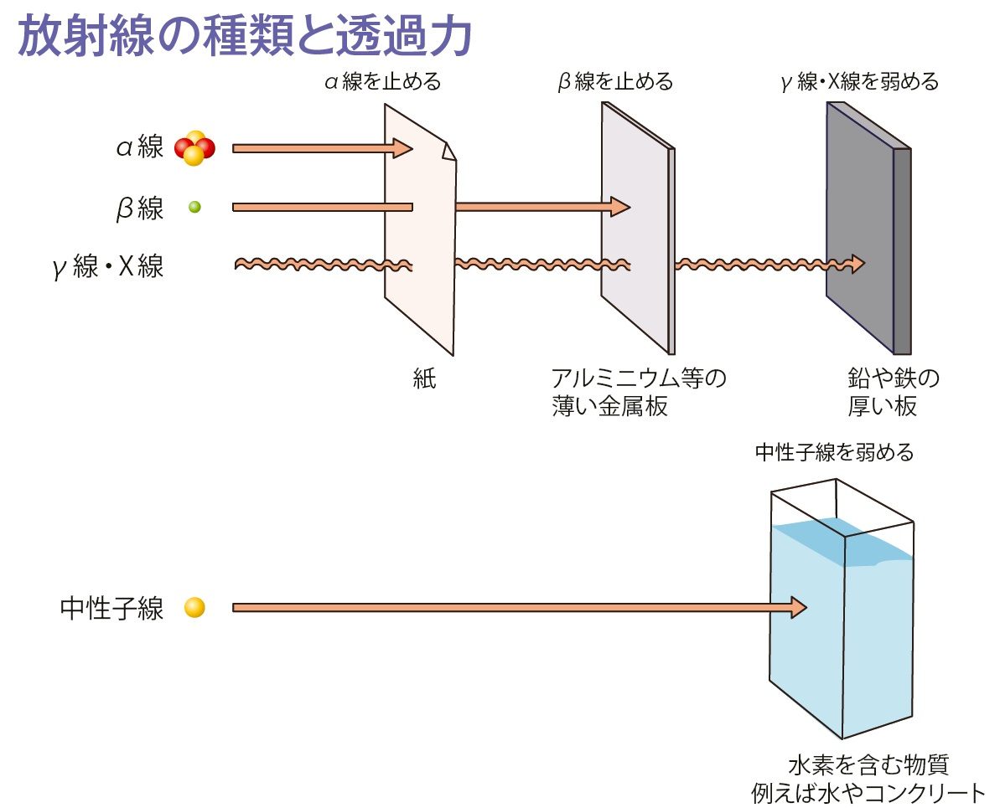 放射線の種類と透過力
α線を止める
β線を止める
γ線・X線を弱める
α線
β線
γ線・X線
紙
アルミニウム等の
薄い金属板
鉛や鉄の
厚い板
中性子線を弱める
中性子線
水素を含む物質
例えば水やコンクリート